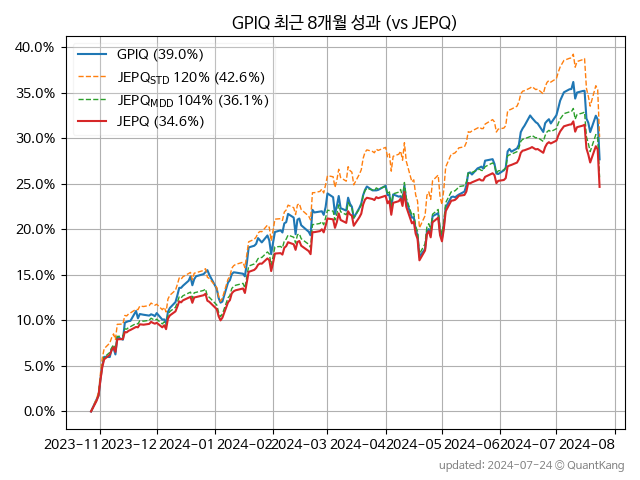 GPIQ 최근 8개월 성과 (vs JEPQ)
40.0%
35.0%
30.0%
25.0%
20.0%
15.0%
10.0%
5.0%
0.0%
GPIQ (39.0%)
JEPQSTD 120% (42.6%)
JEPQMDD 104% (36.1%)
JEPQ (34.6%)
2023-11 2023-12 2024-01 2024-02 2024-03 2024-04 2024-05 2024-06 2024-07 2024-08
updated: 2024-07-24 © QuantKang